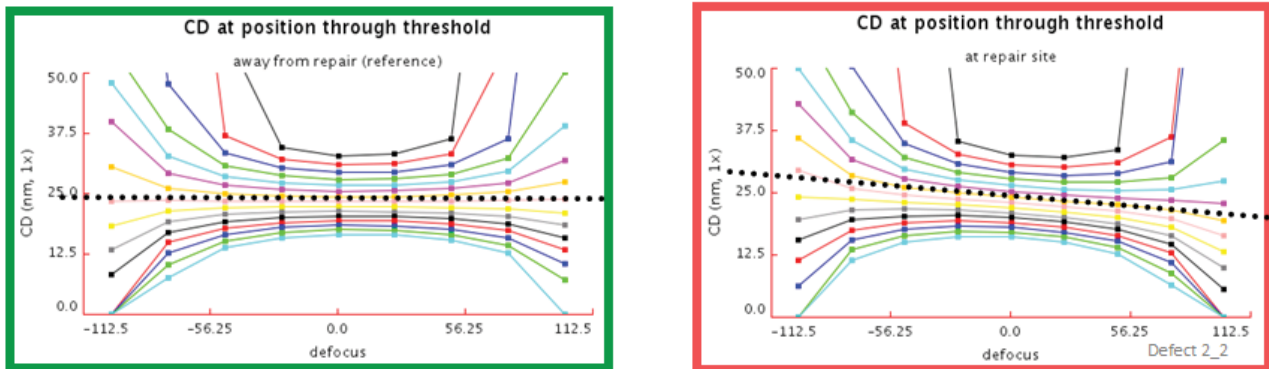 CD at position through threshold
away from repair (reference)
50.0
37.5
25.0
12.5
0.0
CD (nm, 1x)
-112.5 -56.25 0.0 56.25 112.5
defocus
CD at position through threshold
at repair site
50.0
37.5
25.0
12.5
0.0
CD (nm, 1x)
-112.5 -56.25 0.0 56.25 112.5
defocus
Defect 2_2